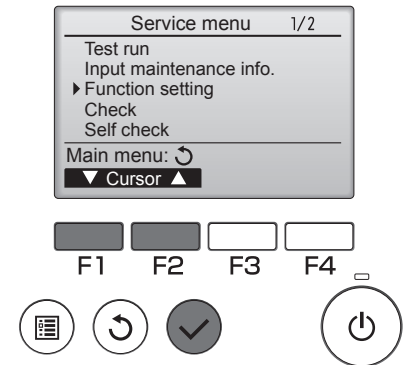 Service menu 1/2
Test run
Input maintenance info.
Function setting
Check
Self check
Main menu:
Cursor
F1 F2 F3 F4